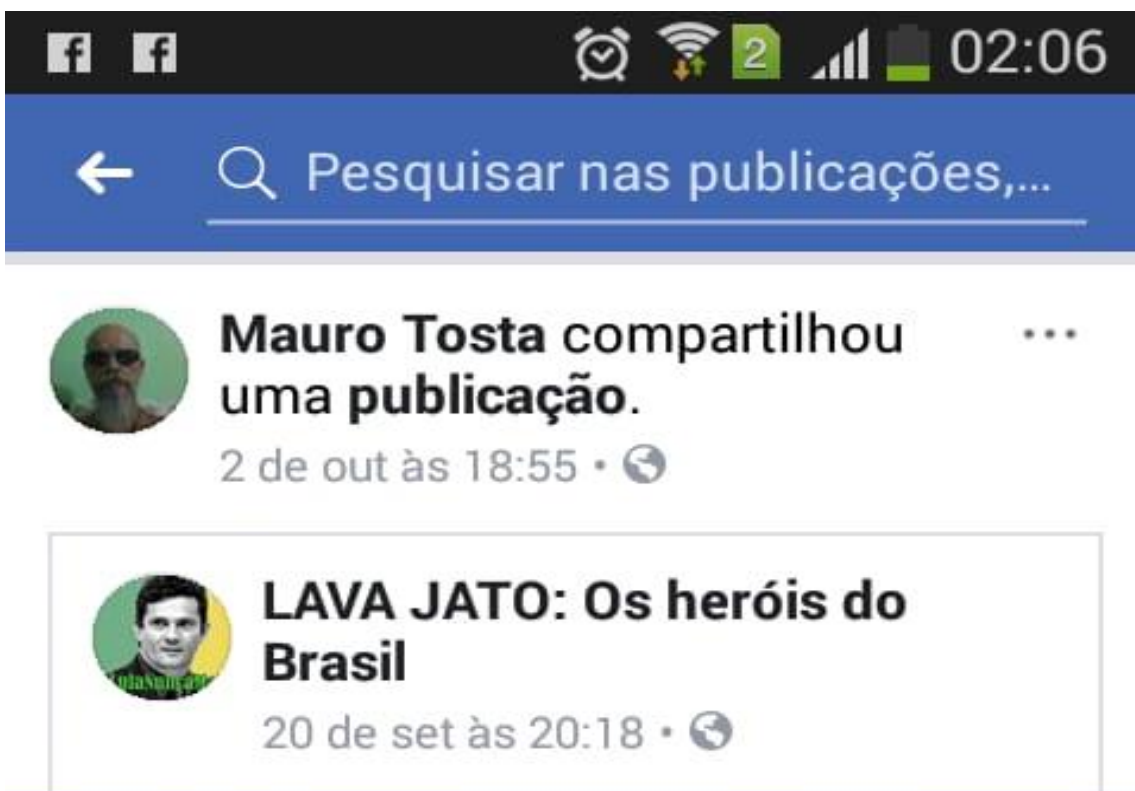 2 02:06
Pesquisar nas publicações,...
Mauro Tosta compartilhou
uma publicação.
2 de out às 18:55 •
LAVA JATO: Os heróis do
Brasil
20 de set às 20:18 •